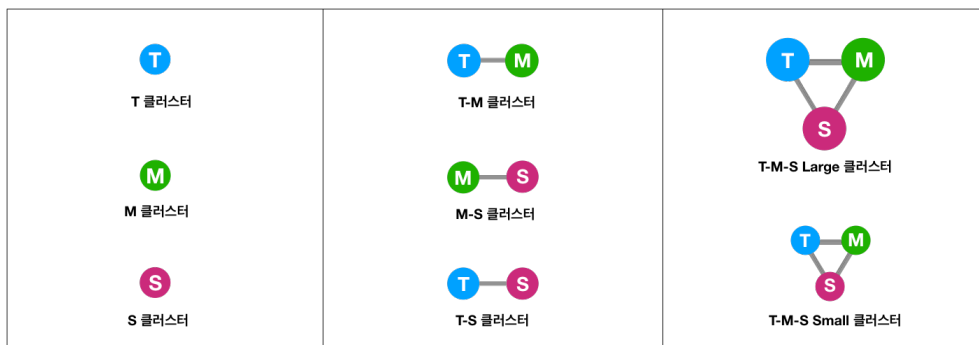 T
T 클러스터
M
M 클러스터
S
S 클러스터
T M
T-M 클러스터
M S
M-S 클러스터
T S
T-S 클러스터
T M
S
T-M-S Large 클러스터
T M
S
T-M-S Small 클러스터